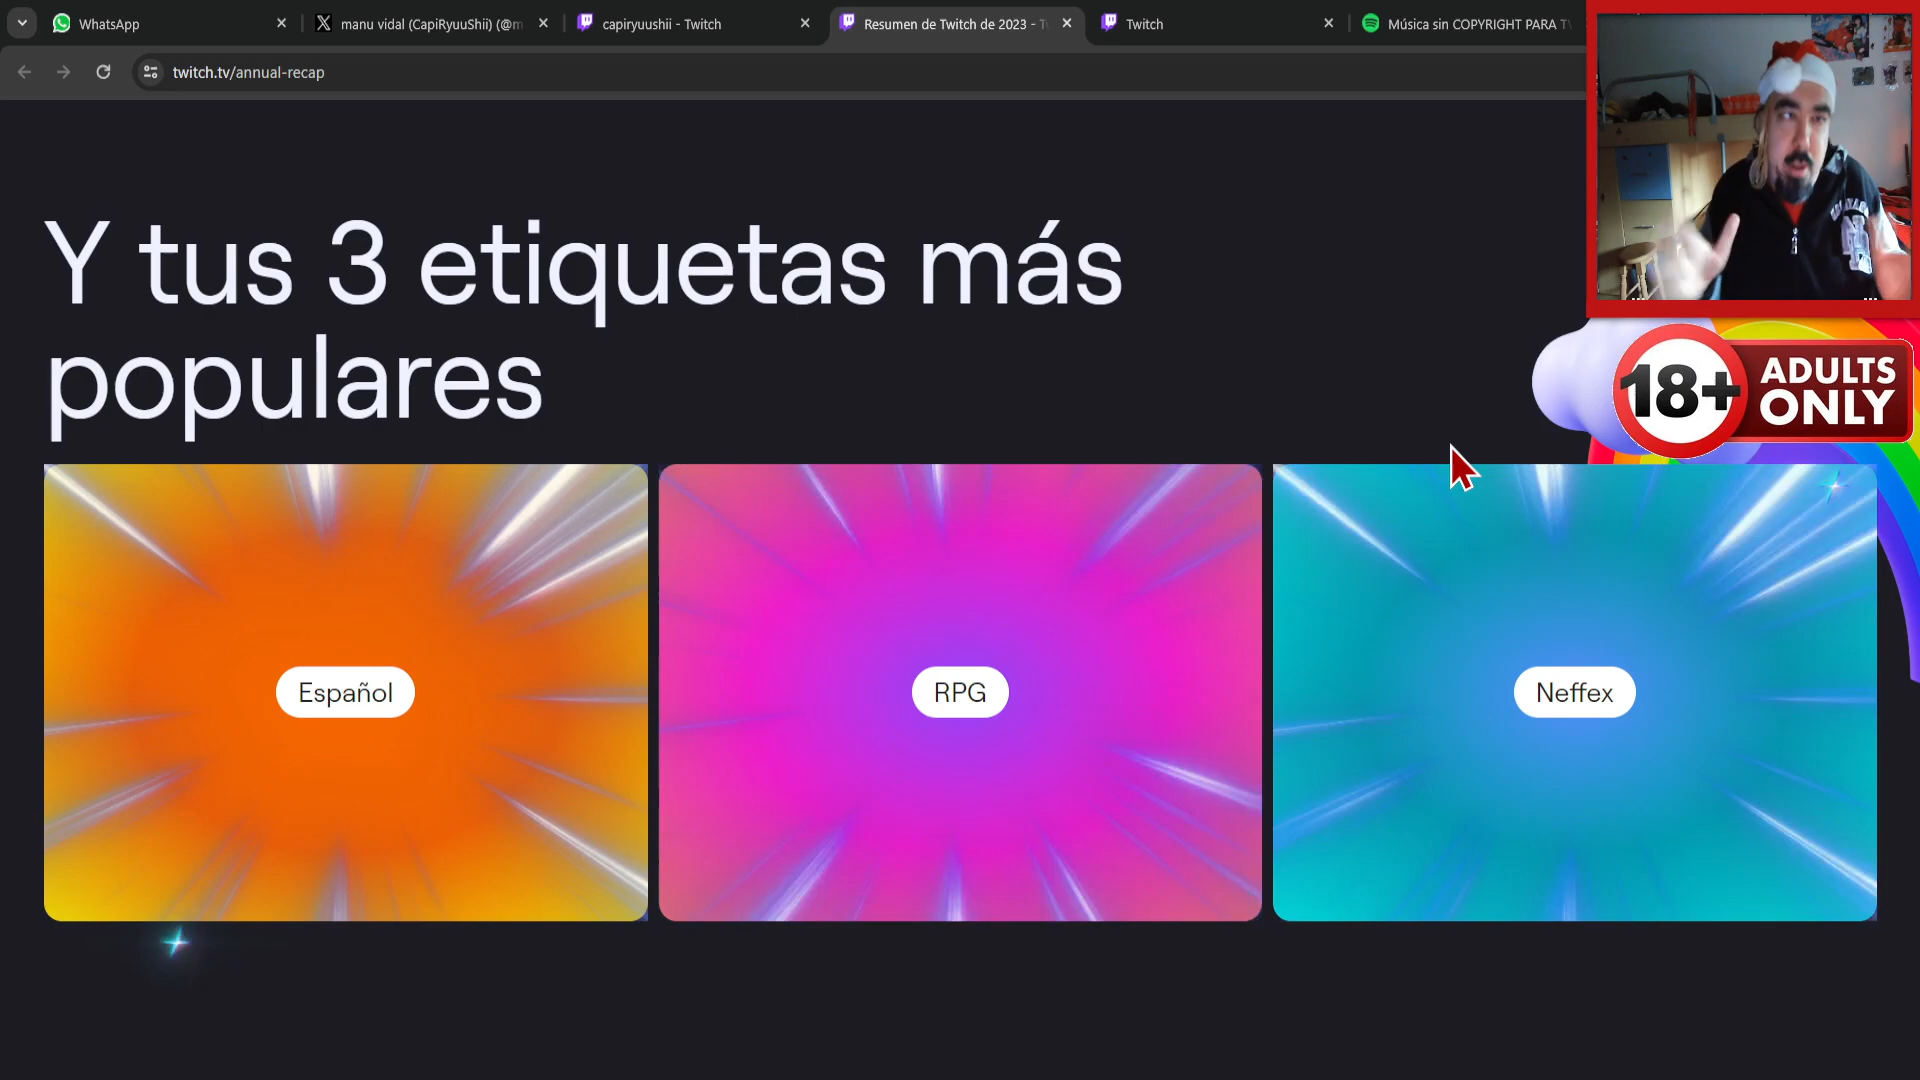 WhatsApp
manu vidal (CapiRyuuShii) (@m
capiryuushii - Twitch
Resumen de Twitch de 2023 - T
Twitch
Música sin COPYRIGHT PARA T
twitch.tv/annual-recap
Y tus 3 etiquetas más
populares
18+
ADULTS
ONLY
Español
RPG
Neffex